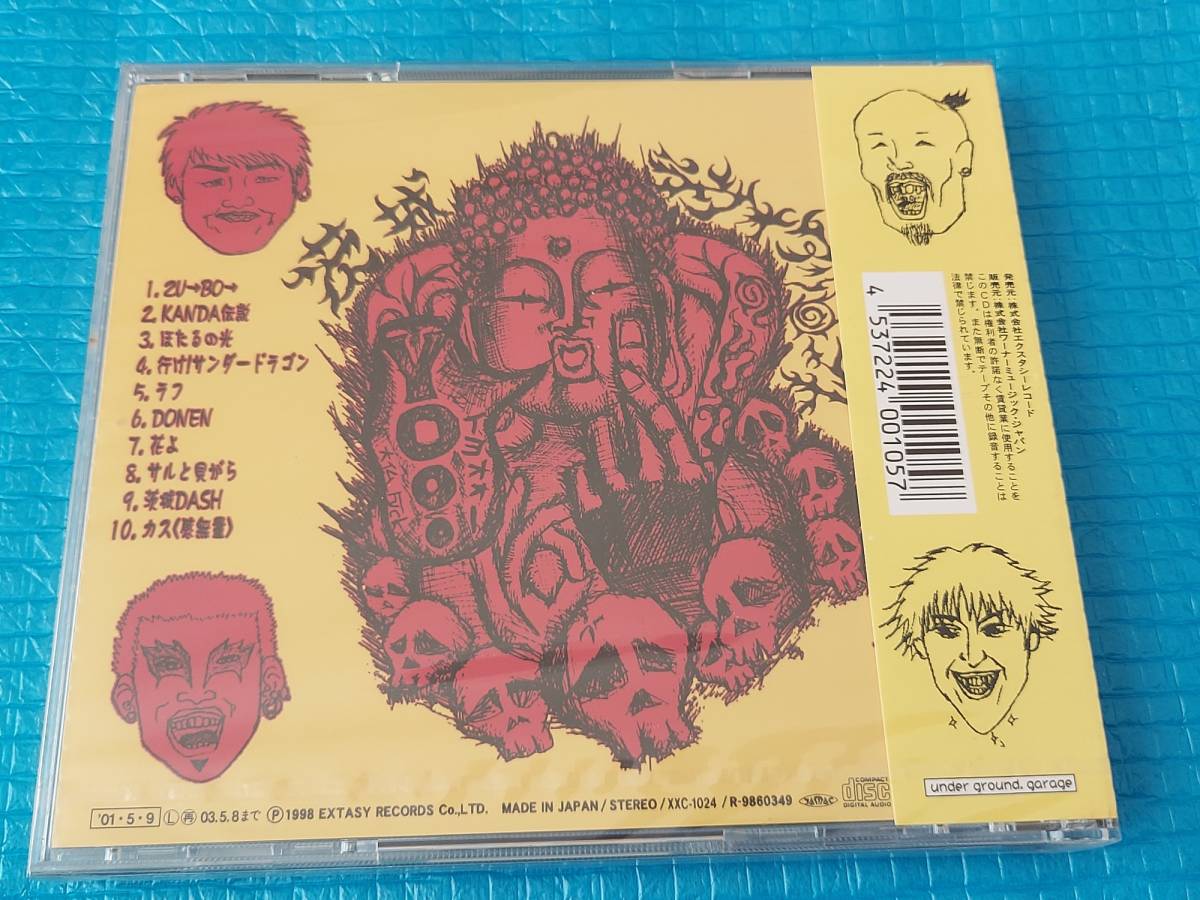 1. ZU→BO→
2. KANDA伝説
3. ほたるの光
4. 行け!サンダードラゴン
5. ラフ
6. DONEN
7. 花よ
8. サルと貝がら
9. 茨城DASH
10. カス(感無量)
'01・5・9 Ⓛ 再 03.5.8まで Ⓟ1998 EXTASY RECORDS Co.,LTD. MADE IN JAPAN/STEREO/XXC-1024/R-9860349
COMPACT
disc
DIGITAL AUDIO
発売元:株式会社エクスタシーレコード
販売元:株式会社ワーナーミュージック・ジャパン
このCDは権利者の許諾なく賃貸業に使用することを
禁じます。また無断でテープその他に録音することは
法律で禁じられています。
4 537224 001057
under ground. garage